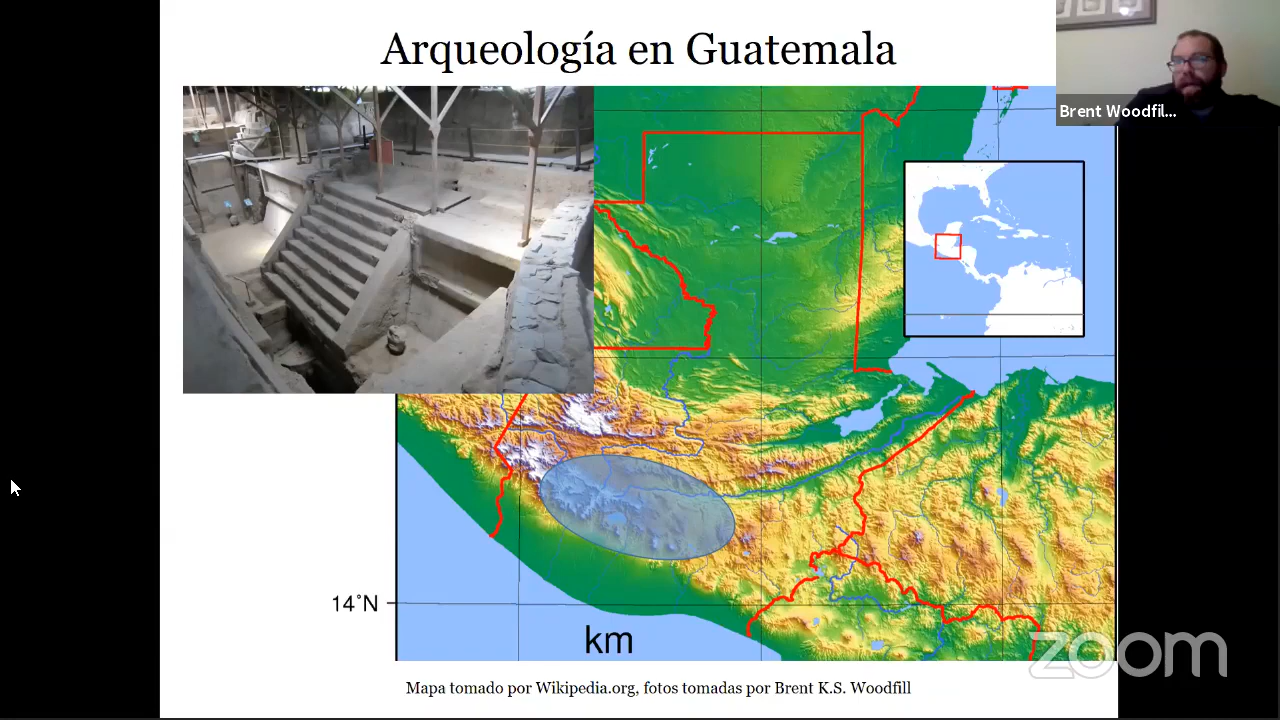 Arqueología en Guatemala
Brent Woodfil...
14°N
km
zoom
Mapa tomado por Wikipedia.org, fotos tomadas por Brent K.S. Woodfill